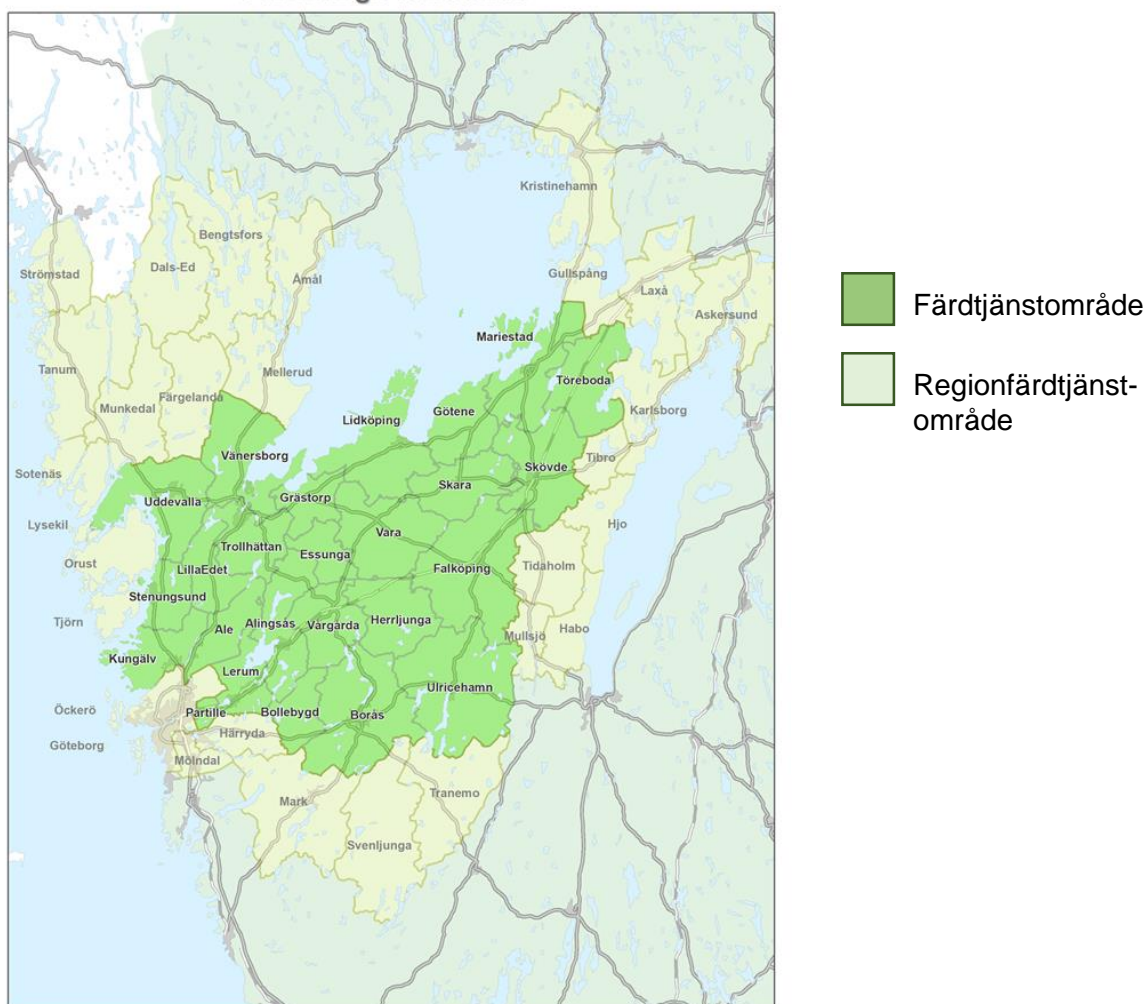 Kristinehamn
Bengtsfors
Dals-Ed
Strömstad
Åmål
Gullspång
Laxå
Askersund
Mariestad
Tanum
Mellerud
Töreboda
Färgelanda
Munkedal
Götene
Karlsborg
Lidköping
Vänersborg
Tibro
Skövde
Sotenäs
Skara
Uddevalla
Grästorp
Lysekil
Hjo
Vara
Trollhättan
Essunga
Orust
LillaEdet
Falköping
Tidaholm
Stenungsund
Tjörn
Ale
Alingsås
Vårgårda
Herrljunga
Mullsjö
Habo
Kungälv
Lerum
Ulricehamn
Öckerö
Partille
Bollebygd
Borås
Härryda
Göteborg
Mölndal
Mark
Tranemo
Svenljunga
Färdtjänstområde
Regionfärdtjänst-
område